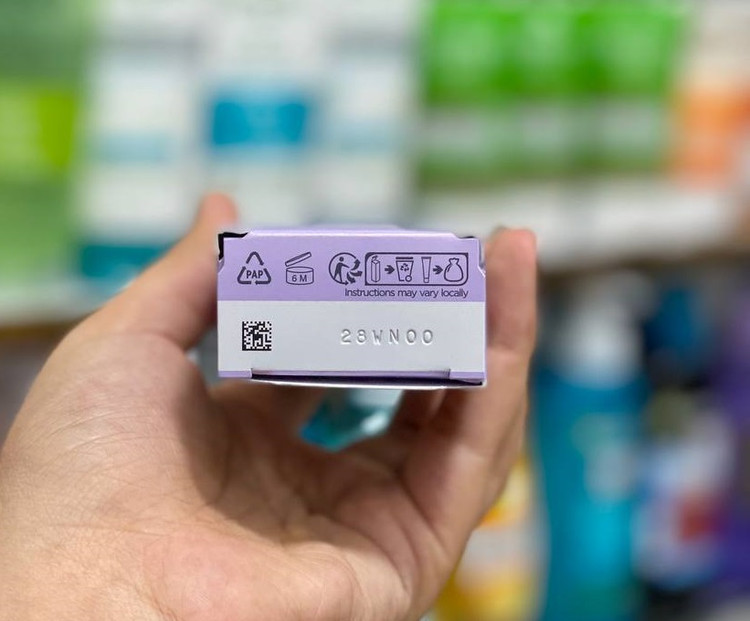 PAP
6 M
Instructions may vary locally
28WN00